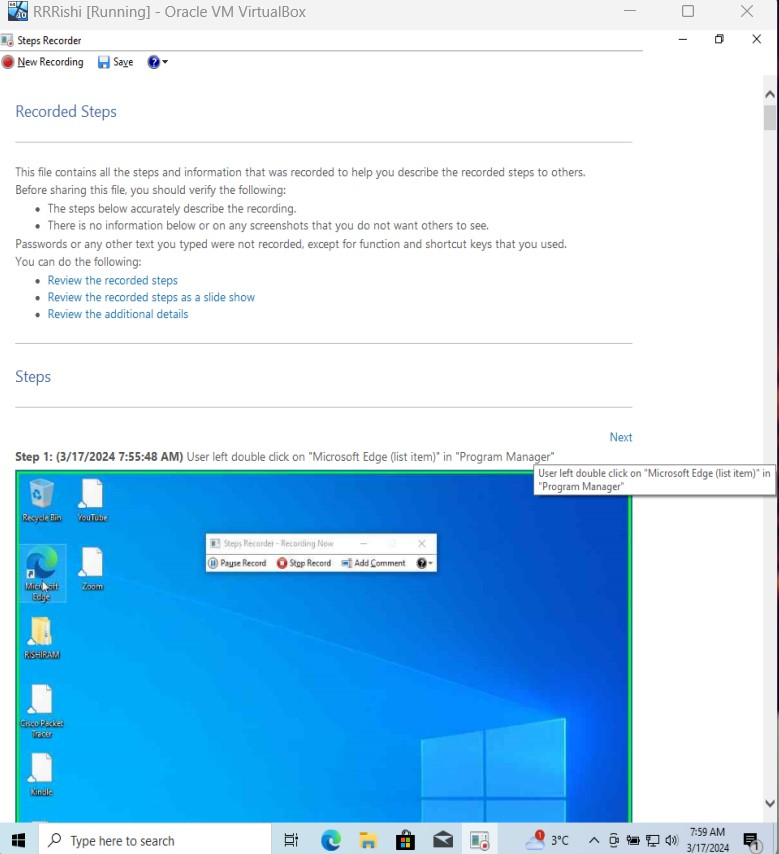 RRRishi [Running] - Oracle VM VirtualBox
Steps Recorder
New Recording Save
Recorded Steps
This file contains all the steps and information that was recorded to help you describe the recorded steps to others.
Before sharing this file, you should verify the following:
• The steps below accurately describe the recording.
• There is no information below or on any screenshots that you do not want others to see.
Passwords or any other text you typed were not recorded, except for function and shortcut keys that you used.
You can do the following:
• Review the recorded steps
• Review the recorded steps as a slide show
• Review the additional details
Steps
Next
Step 1: (3/17/2024 7:55:48 AM) User left double click on "Microsoft Edge (list item)" in "Program Manager"
User left double click on "Microsoft Edge (list item)" in
"Program Manager"
Recycle Bin YouTube
Steps Recorder - Recording Now
Pause Record Stop Record Add Comment
Microsoft
Edge
Zoom
RISHIRAM
Cisco Packet
Tracer
Kindle
Type here to search
3°C
7:59 AM
3/17/2024
1